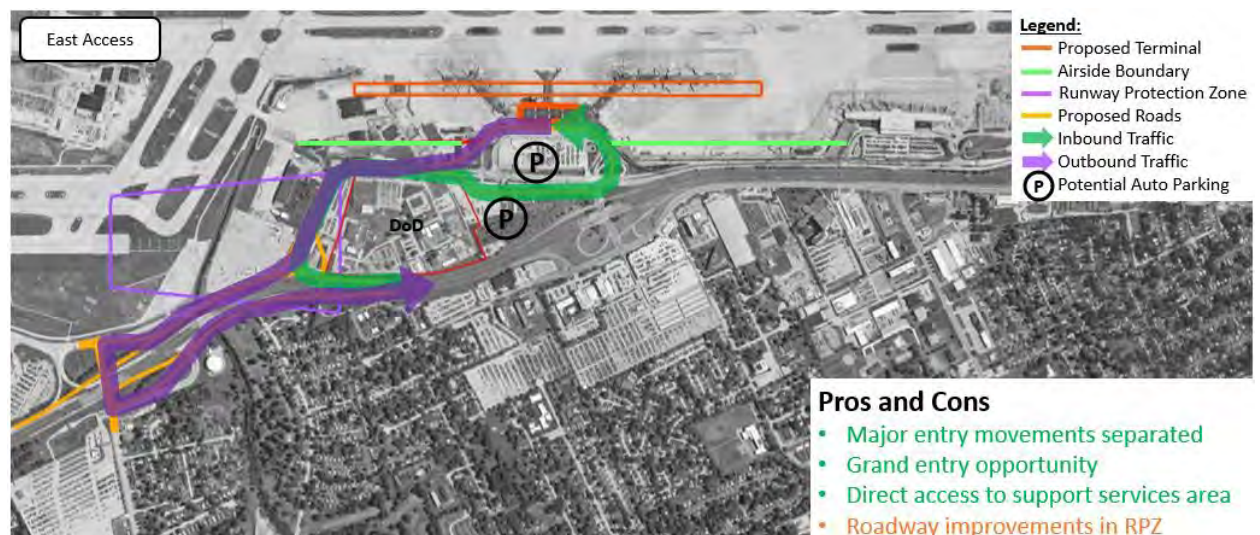 East Access
Legend:
Proposed Terminal
Airside Boundary
Runway Protection Zone
Proposed Roads
Inbound Traffic
Outbound Traffic
P Potential Auto Parking
P
P
DoD
Pros and Cons
• Major entry movements separated
• Grand entry opportunity
• Direct access to support services area
• Roadway improvements in RPZ